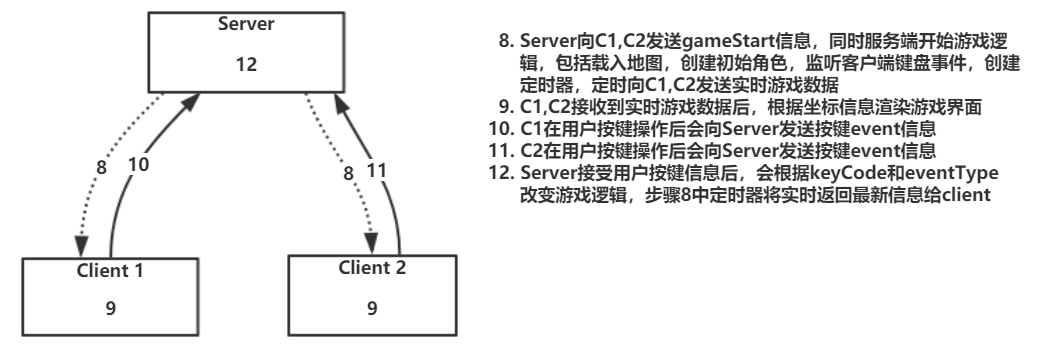 Server
12
8
10
8
11
Client 1
9
Client 2
9
8. Server向C1,C2发送gameStart信息，同时服务端开始游戏逻
辑，包括载入地图，创建初始角色，监听客户端键盘事件，创建
定时器，定时向C1,C2发送实时游戏数据
9. C1,C2接收到实时游戏数据后，根据坐标信息渲染游戏界面
10. C1在用户按键操作后会向Server发送按键event信息
11. C2在用户按键操作后会向Server发送按键event信息
12. Server接受用户按键信息后，会根据keyCode和eventType
改变游戏逻辑，步骤8中定时器将实时返回最新信息给client